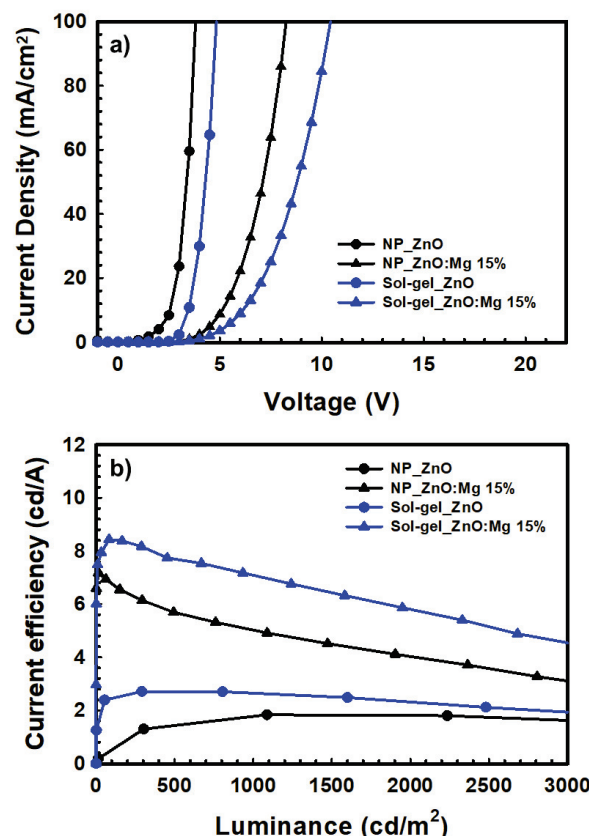 a)
Current Density (mA/cm²)
100
80
60
40
20
0
NP_ZnO
NP_ZnO:Mg 15%
Sol-gel_ZnO
Sol-gel_ZnO:Mg 15%
0 5 10 15 20
Voltage (V)
b)
Current efficiency (cd/A)
12
10
8
6
4
2
0
NP_ZnO
NP_ZnO:Mg 15%
Sol-gel_ZnO
Sol-gel_ZnO:Mg 15%
0 500 1000 1500 2000 2500 3000
Luminance (cd/m²)